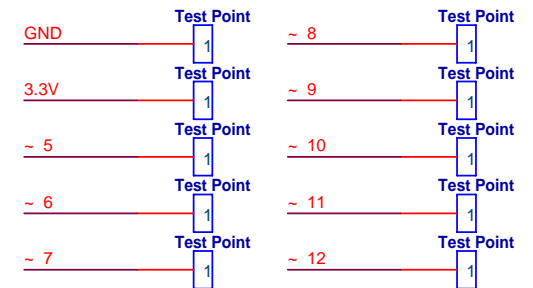 Test Point
GND
1
Test Point
3.3V
1
Test Point
~ 5
1
Test Point
~ 6
1
Test Point
~ 7
1
Test Point
~ 8
1
Test Point
~ 9
1
Test Point
~ 10
1
Test Point
~ 11
1
Test Point
~ 12
1